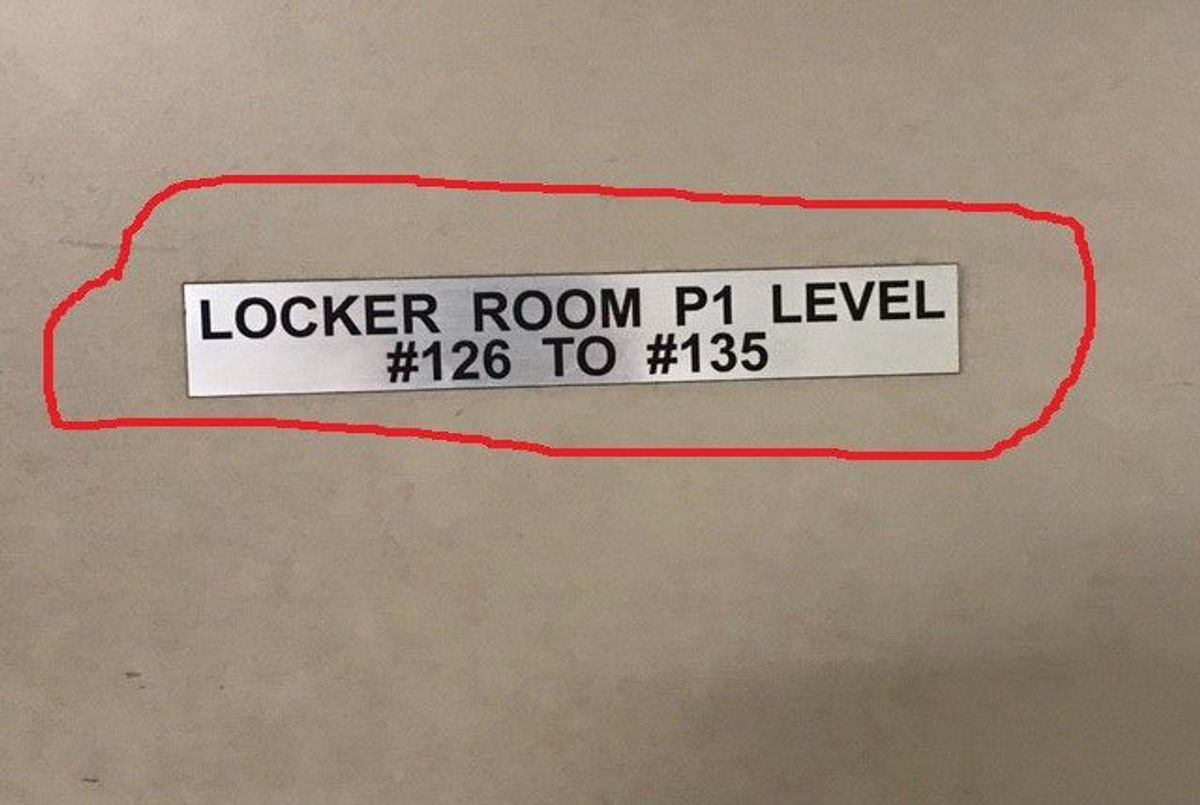 LOCKER ROOM P1 LEVEL
#126 TO #135